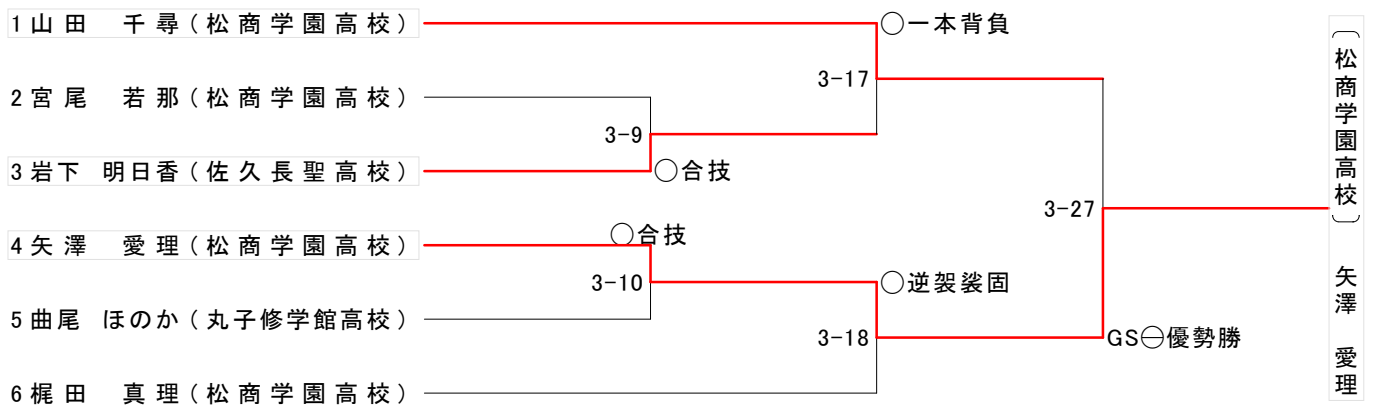 1 山田 千尋(松商学園高校)
○一本背負
3-17
2 宮尾 若那(松商学園高校)
3-9
3 岩下 明日香(佐久長聖高校)
○合技
3-27
4 矢澤 愛理(松商学園高校)
○合技
3-10
○逆袈裟固
5 曲尾 ほのか(丸子修学館高校)
3-18
GS㊀優勢勝
6 梶田 真理(松商学園高校)
(松商学園高校) 矢澤 愛理